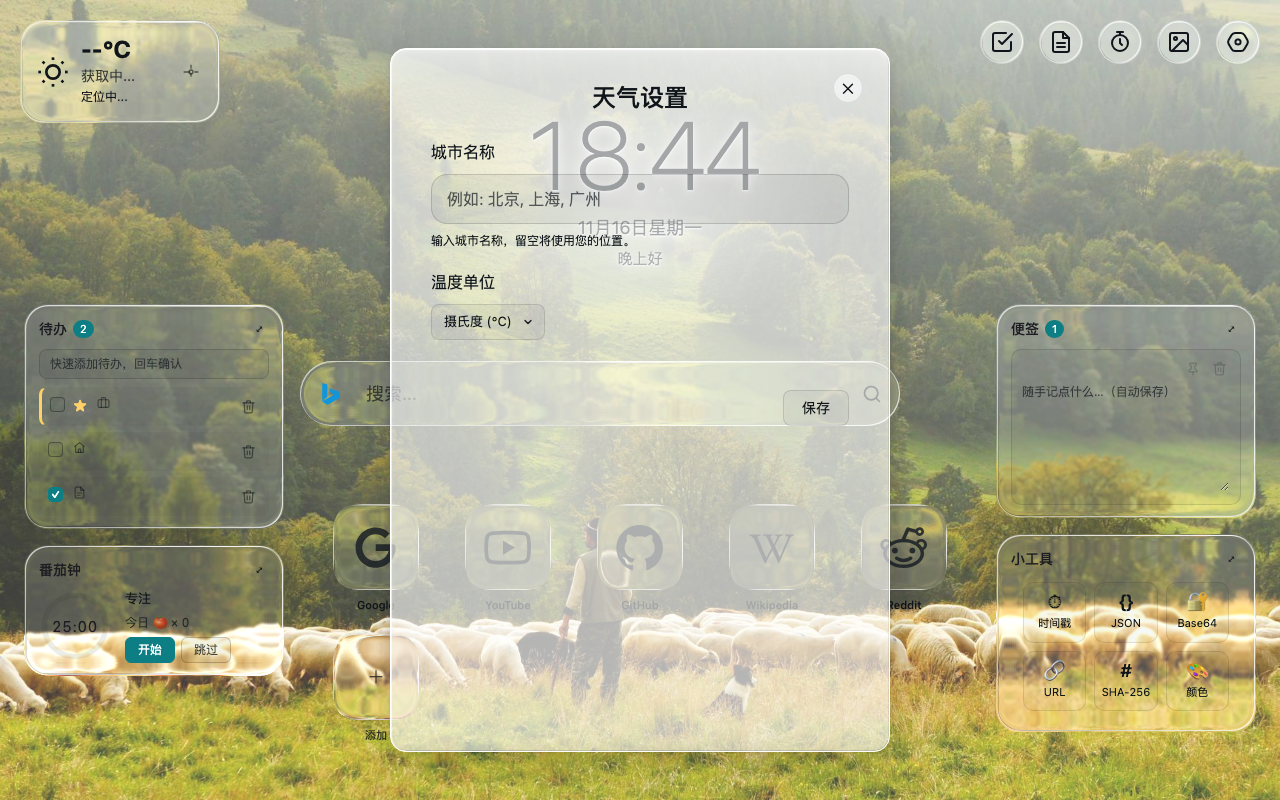 --°C
获取中...
定位中...
天气设置
18:44
城市名称
例如: 北京, 上海, 广州
11月16日星期一
输入城市名称，留空将使用您的位置。
晚上好
温度单位
摄氏度 (°C)
搜索...
保存
待办 2
快速添加待办，回车确认
番茄钟
专注
25:00
今日 🍅 × 0
开始
跳过
Google
YouTube
GitHub
W
Wikipedia
Reddit
添加
便签 1
随手记点什么...（自动保存）
小工具
时间戳
{}
JSON
Base64
URL
#
SHA-256
颜色